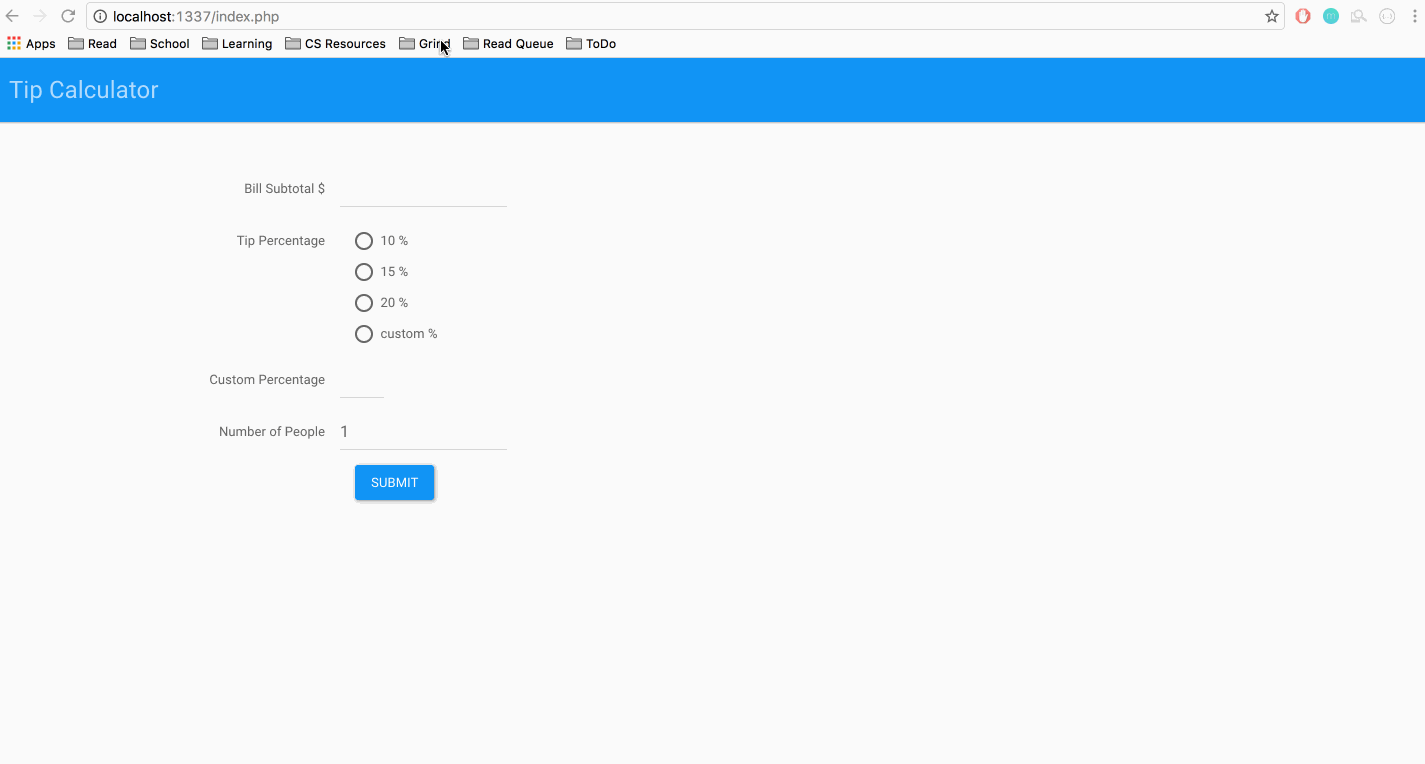 localhost:1337/index.php
Apps Read School Learning CS Resources Grind Read Queue ToDo
Tip Calculator
Bill Subtotal $
Tip Percentage 10 %
15 %
20 %
custom %
Custom Percentage
Number of People 1
SUBMIT